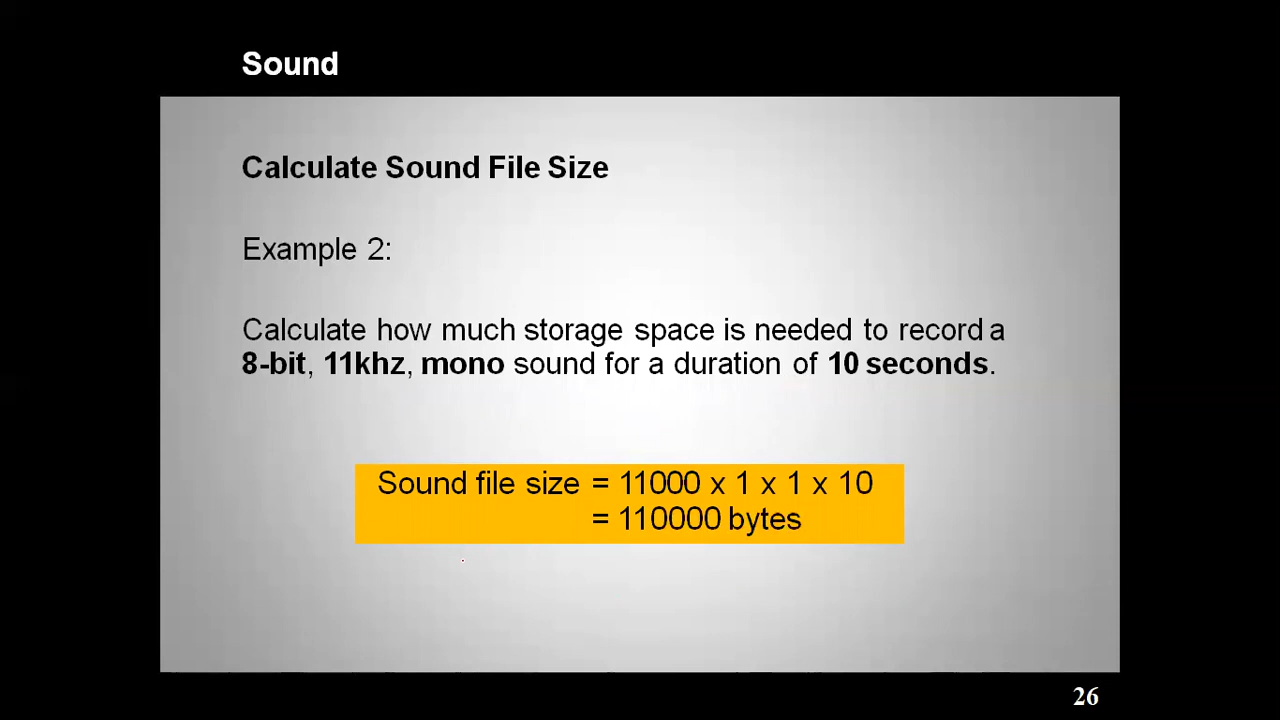 Sound
Calculate Sound File Size
Example 2:
Calculate how much storage space is needed to record a
8-bit, 11khz, mono sound for a duration of 10 seconds.
Sound file size = 11000 x 1 x 1 x 10
= 110000 bytes
26